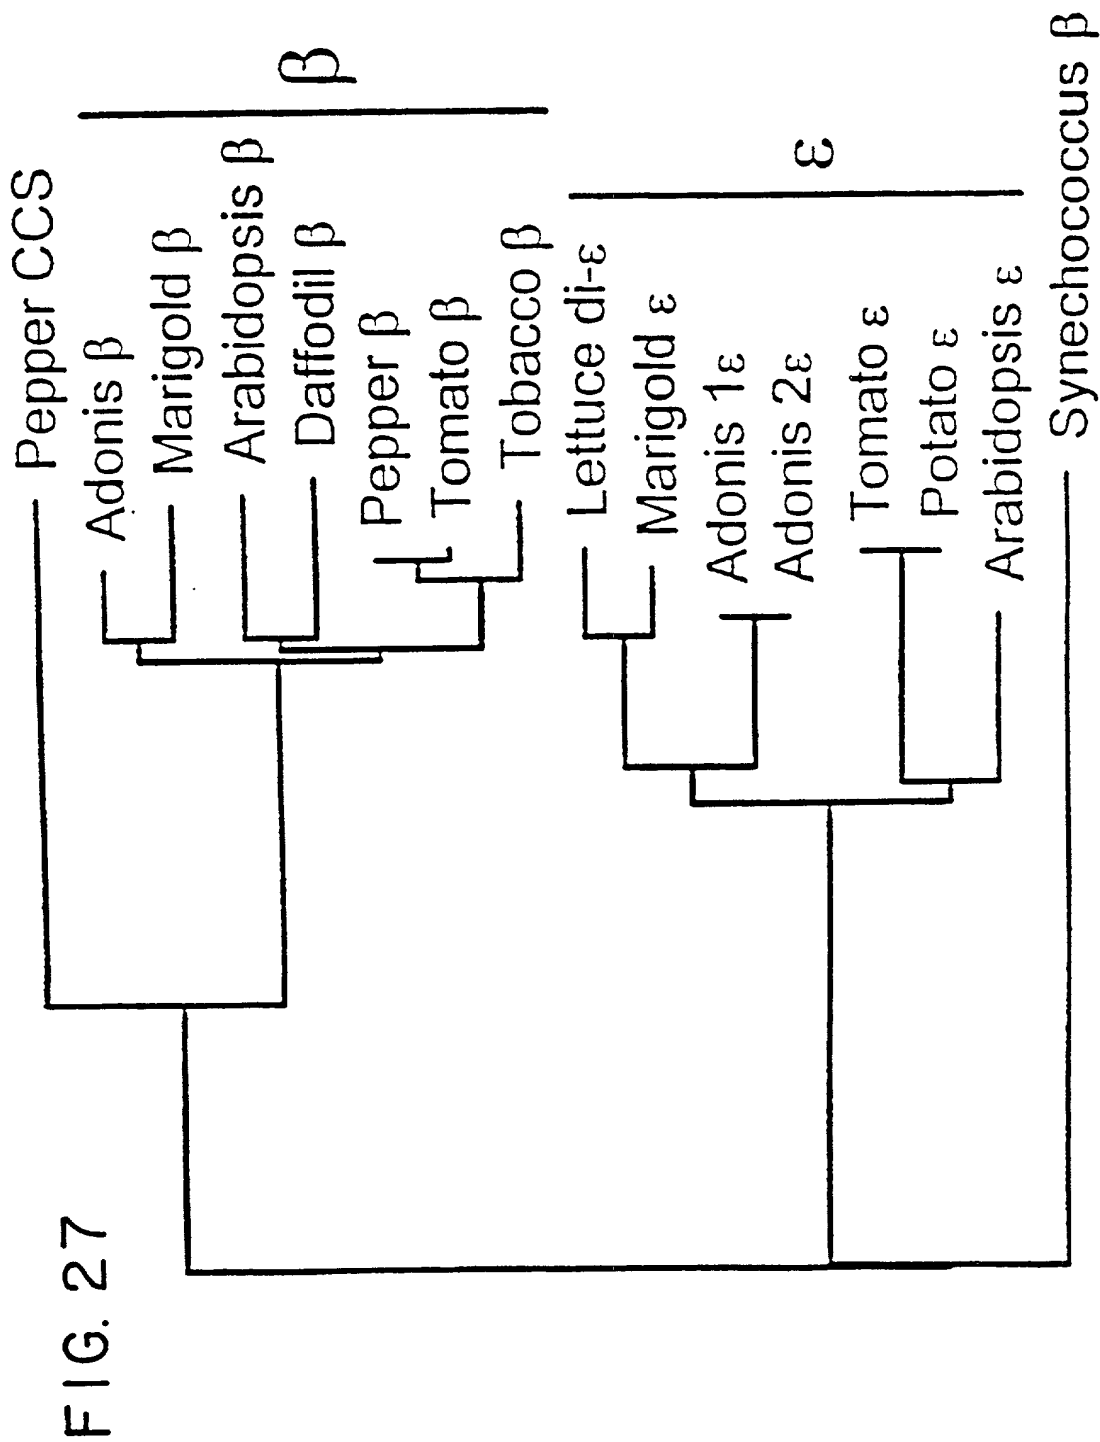 FIG. 27
Pepper CCS
Adonis β
Marigold β
Arabidopsis β
Daffodil β
Pepper β
Tomato β
Tobacco β
β
Lettuce di-ε
Marigold ε
Adonis 1ε
Adonis 2ε
Tomato ε
Potato ε
Arabidopsis ε
ε
Synechococcus β